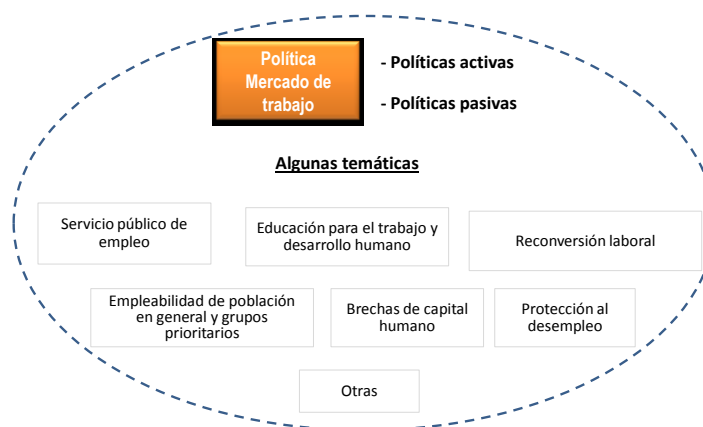 Política
Mercado de
trabajo
- Políticas activas
- Políticas pasivas
Algunas temáticas
Servicio público de
empleo
Educación para el trabajo y
desarrollo humano
Reconversión laboral
Empleabilidad de población
en general y grupos
prioritarios
Brechas de capital
humano
Protección al
desempleo
Otras